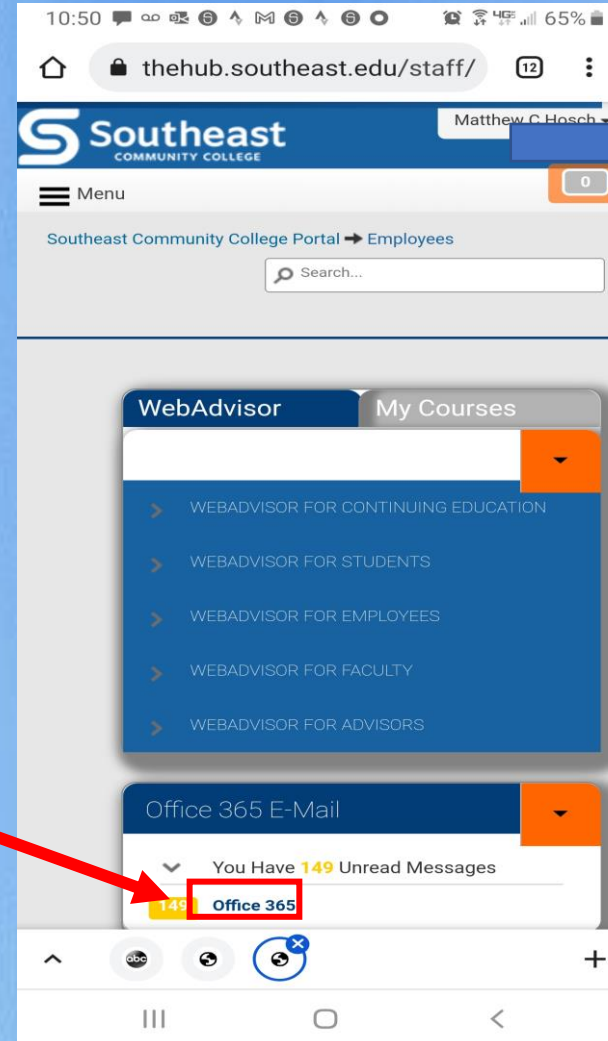 10:50 65%
thehub.southeast.edu/staff/ 12
Southeast
COMMUNITY COLLEGE
Matthew C Hosch
0
Menu
Southeast Community College Portal → Employees
Search...
WebAdvisor My Courses
WEBADVISOR FOR CONTINUING EDUCATION
WEBADVISOR FOR STUDENTS
WEBADVISOR FOR EMPLOYEES
WEBADVISOR FOR FACULTY
WEBADVISOR FOR ADVISORS
Office 365 E-Mail
You Have 149 Unread Messages
149 Office 365
abc